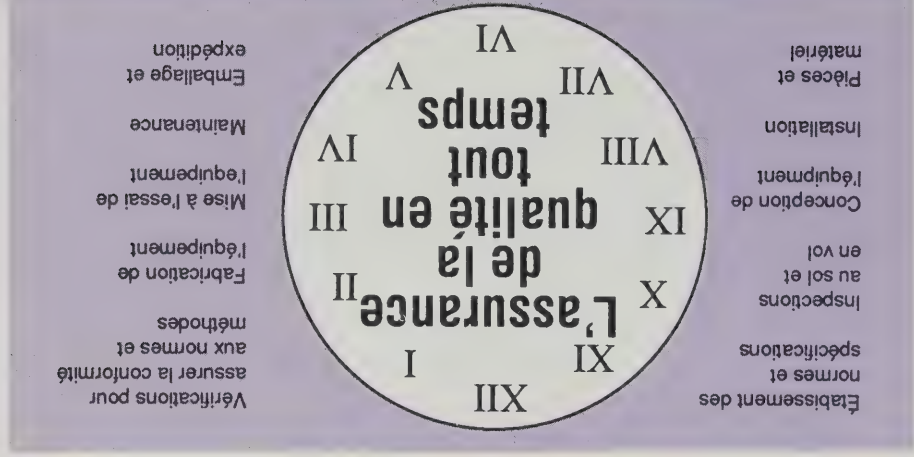 Établissement des
normes et
spécifications
Inspections
au sol et
en vol
Conception de
l'équipment
Installation
Pièces et
matériel
XII
XI
I
L'assurance
X
II
de la
IX
qualité en
III
tout
VIII
IV
temps
VII
V
VI
Vérifications pour
assurer la conformité
aux normes et
méthodes
Fabrication de
l'équipement
Mise à l'essai de
l'equipement
Maintenance
Emballage et
expédition